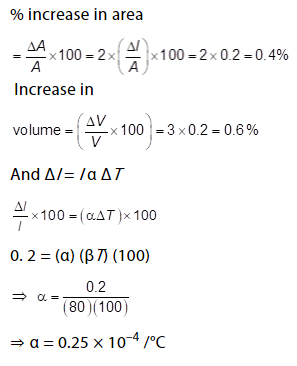 % increase in area
= ΔA/A ×100 = 2×(Δl/A)×100 = 2×0.2 = 0.4%
Increase in
volume = (ΔV/V ×100) = 3×0.2 = 0.6%
And Δl = lα ΔT
Δl/l ×100 = (αΔT)×100
0. 2 = (α) (βT) (100)
⇒ α = 0.2/(80)(100)
⇒ α = 0.25 × 10⁻⁴ /°C